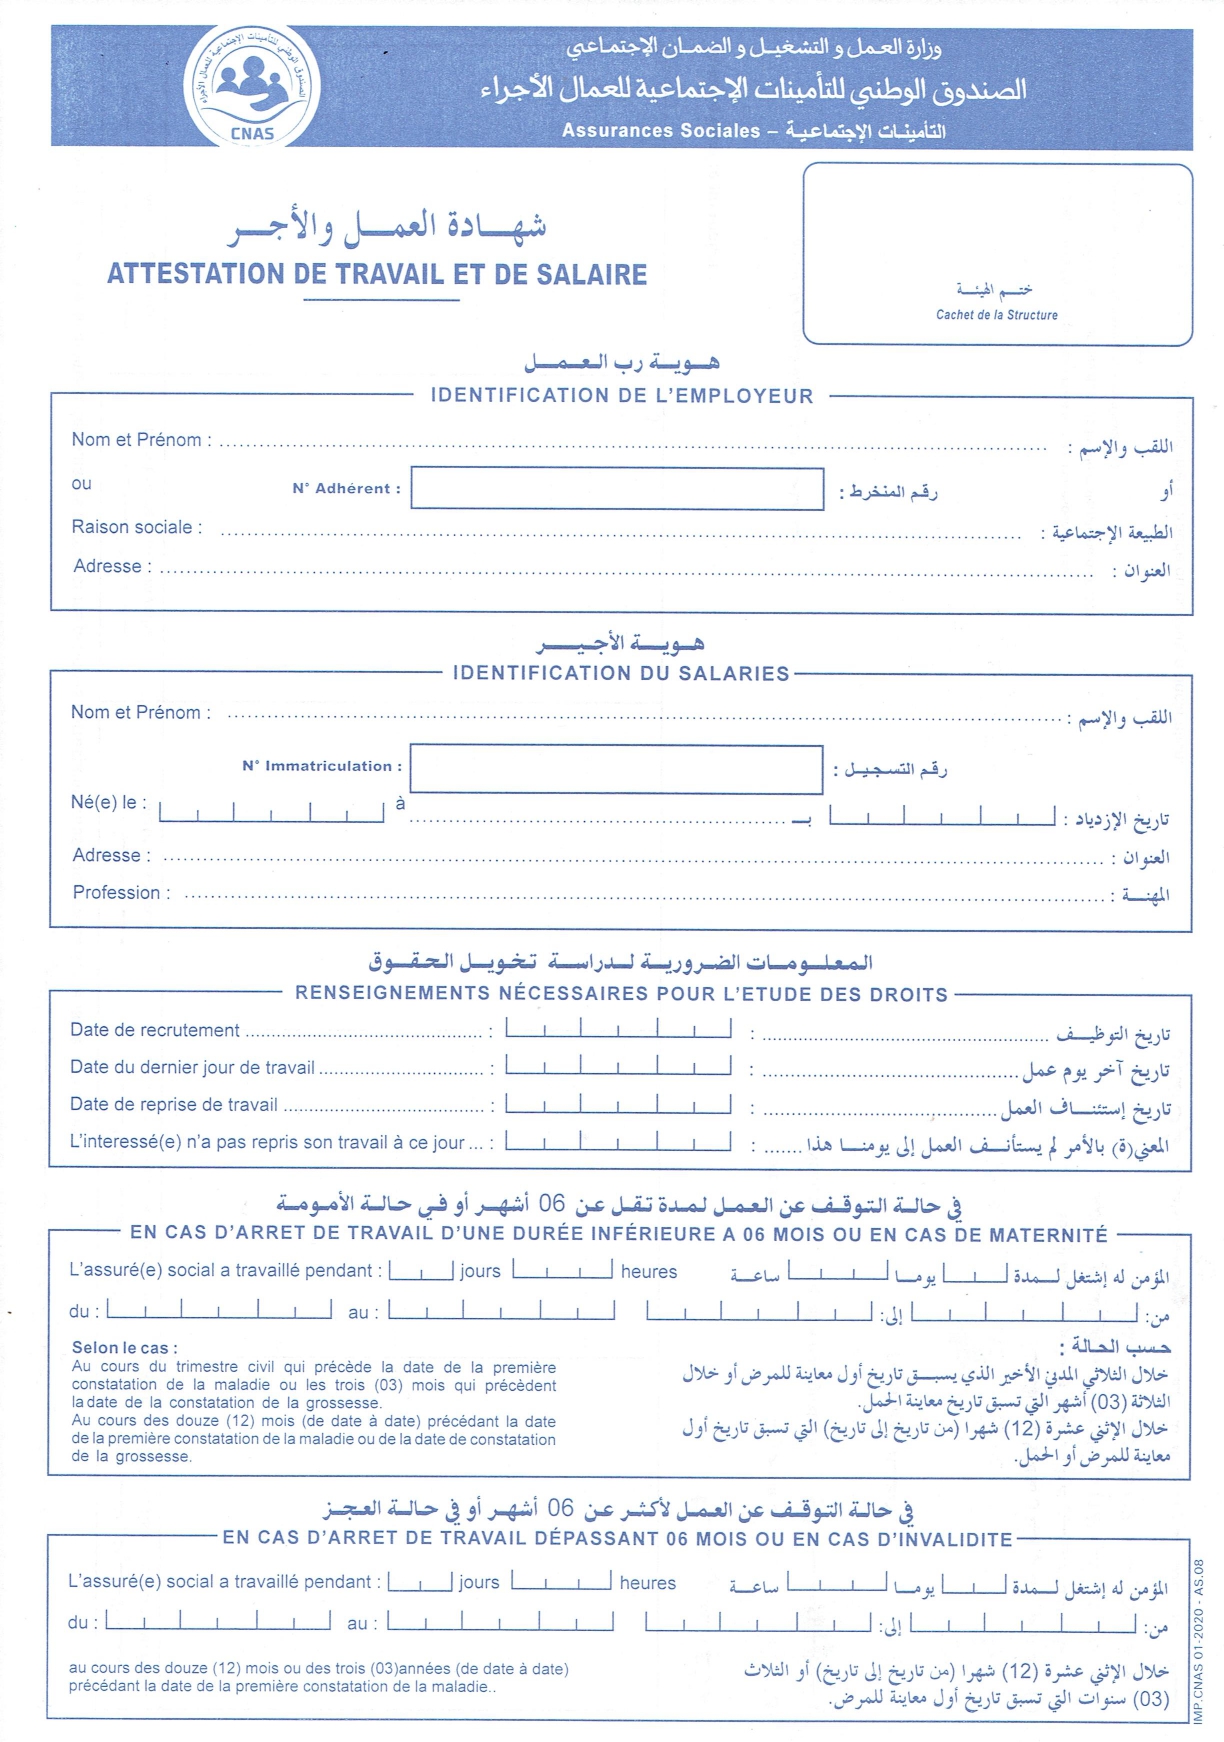 وزارة العمل و التشغيل و الضمان الإجتماعي
الصندوق الوطني للتأمينات الإجتماعية للعمال الأجراء
التأمينات الإجتماعية – Assurances Sociales
الصندوق الوطني للتأمينات الإجتماعية للعمال الأجراء
CNAS
شهادة العمل والأجر
ATTESTATION DE TRAVAIL ET DE SALAIRE
ختم الهيئة
Cachet de la Structure
هوية رب العمل
IDENTIFICATION DE L'EMPLOYEUR
Nom et Prénom : اللقب والإسم :
ou N° Adhérent : رقم المنخرط : أو
Raison sociale : الطبيعة الإجتماعية :
Adresse : العنوان :
هوية الأجير
IDENTIFICATION DU SALARIES
Nom et Prénom : اللقب والإسم :
N° Immatriculation : رقم التسجيل :
Né(e) le : à بـ تاريخ الإزدياد :
Adresse : العنوان :
Profession : المهنة :
المعلومات الضرورية لدراسة تخويل الحقوق
RENSEIGNEMENTS NÉCESSAIRES POUR L'ETUDE DES DROITS
Date de recrutement : : تاريخ التوظيف
Date du dernier jour de travail : : تاريخ آخر يوم عمل
Date de reprise de travail : : تاريخ إستئناف العمل
L'interessé(e) n'a pas repris son travail à ce jour ... : : المعني(ة) بالأمر لم يستأنف العمل إلى يومنا هذا
في حالة التوقف عن العمل لمدة تقل عن 06 أشهر أو في حالة الأمومة
EN CAS D'ARRET DE TRAVAIL D'UNE DURÉE INFÉRIEURE A 06 MOIS OU EN CAS DE MATERNITÉ
L'assuré(e) social a travaillé pendant : jours heures المؤمن له إشتغل لمدة يوما ساعة
du : au : من: إلى:
Selon le cas :
Au cours du trimestre civil qui précède la date de la première
constatation de la maladie ou les trois (03) mois qui précèdent
la date de la constatation de la grossesse.
Au cours des douze (12) mois (de date à date) précédant la date
de la première constatation de la maladie ou de la date de constatation
de la grossesse.
حسب الحالة :
خلال الثلاثي المدني الأخير الذي يسبق تاريخ أول معاينة للمرض أو خلال
الثلاثة (03) أشهر التي تسبق تاريخ معاينة الحمل.
خلال الإثني عشرة (12) شهرا (من تاريخ إلى تاريخ) التي تسبق تاريخ أول
معاينة للمرض أو الحمل.
في حالة التوقف عن العمل لأكثر عن 06 أشهر أو في حالة العجز
EN CAS D'ARRET DE TRAVAIL DÉPASSANT 06 MOIS OU EN CAS D'INVALIDITE
L'assuré(e) social a travaillé pendant : jours heures المؤمن له إشتغل لمدة يوما ساعة
du : au : من: إلى:
au cours des douze (12) mois ou des trois (03)années (de date à date)
précédant la date de la première constatation de la maladie..
خلال الإثني عشرة (12) شهرا (من تاريخ إلى تاريخ) أو الثلاث
(03) سنوات التي تسبق تاريخ أول معاينة للمرض.
IMP.CNAS 01-2020 - AS.08